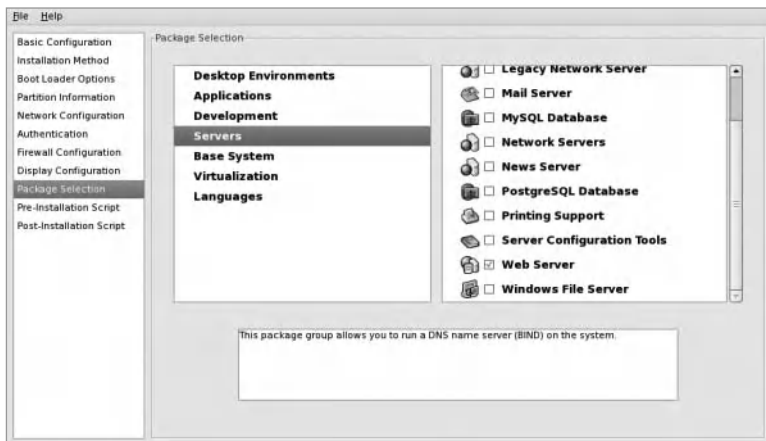 File Help
Package Selection
Basic Configuration
Installation Method
Boot Loader Options
Partition Information
Network Configuration
Authentication
Firewall Configuration
Display Configuration
Package Selection
Pre-Installation Script
Post-Installation Script
Desktop Environments
Applications
Development
Servers
Base System
Virtualization
Languages
Legacy Network Server
Mail Server
MySQL Database
Network Servers
News Server
PostgreSQL Database
Printing Support
Server Configuration Tools
Web Server
Windows File Server
This package group allows you to run a DNS name server (BIND) on the system.